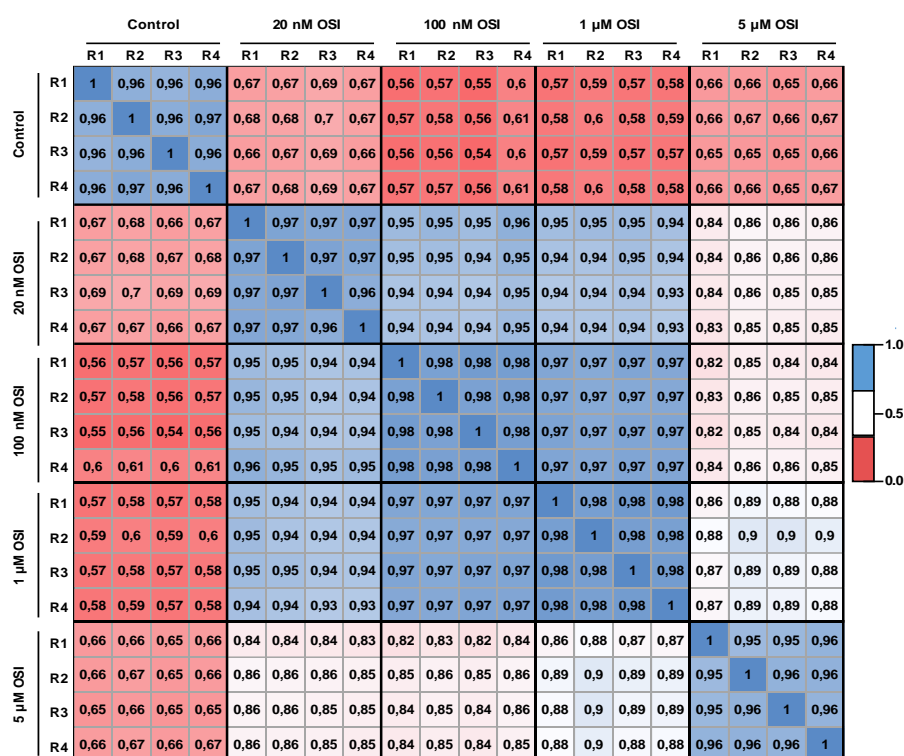 Control 20 nM OSI 100 nM OSI 1 µM OSI 5 µM OSI
R1 R2 R3 R4 R1 R2 R3 R4 R1 R2 R3 R4 R1 R2 R3 R4 R1 R2 R3 R4
Control
R1 1 0,96 0,96 0,96 0,67 0,67 0,69 0,67 0,56 0,57 0,55 0,6 0,57 0,59 0,57 0,58 0,66 0,66 0,65 0,66
R2 0,96 1 0,96 0,97 0,68 0,68 0,7 0,67 0,57 0,58 0,56 0,61 0,58 0,6 0,58 0,59 0,66 0,67 0,66 0,67
R3 0,96 0,96 1 0,96 0,66 0,67 0,69 0,66 0,56 0,56 0,54 0,6 0,57 0,59 0,57 0,57 0,65 0,65 0,65 0,66
R4 0,96 0,97 0,96 1 0,67 0,68 0,69 0,67 0,57 0,57 0,56 0,61 0,58 0,6 0,58 0,58 0,66 0,66 0,65 0,67
20 nM OSI
R1 0,67 0,68 0,66 0,67 1 0,97 0,97 0,97 0,95 0,95 0,95 0,96 0,95 0,95 0,95 0,94 0,84 0,86 0,86 0,86
R2 0,67 0,68 0,67 0,68 0,97 1 0,97 0,97 0,95 0,95 0,94 0,95 0,94 0,94 0,95 0,94 0,84 0,86 0,86 0,86
R3 0,69 0,7 0,69 0,69 0,97 0,97 1 0,96 0,94 0,94 0,94 0,95 0,94 0,94 0,94 0,93 0,84 0,86 0,85 0,85
R4 0,67 0,67 0,66 0,67 0,97 0,97 0,96 1 0,94 0,94 0,94 0,95 0,94 0,94 0,94 0,93 0,83 0,85 0,85 0,85
100 nM OSI
R1 0,56 0,57 0,56 0,57 0,95 0,95 0,94 0,94 1 0,98 0,98 0,98 0,97 0,97 0,97 0,97 0,82 0,85 0,84 0,84
R2 0,57 0,58 0,56 0,57 0,95 0,95 0,94 0,94 0,98 1 0,98 0,98 0,97 0,97 0,97 0,97 0,83 0,86 0,85 0,85
R3 0,55 0,56 0,54 0,56 0,95 0,94 0,94 0,94 0,98 0,98 1 0,98 0,97 0,97 0,97 0,97 0,82 0,85 0,84 0,84
R4 0,6 0,61 0,6 0,61 0,96 0,95 0,95 0,95 0,98 0,98 0,98 1 0,97 0,97 0,97 0,97 0,84 0,86 0,86 0,85
1 µM OSI
R1 0,57 0,58 0,57 0,58 0,95 0,94 0,94 0,94 0,97 0,97 0,97 0,97 1 0,98 0,98 0,98 0,86 0,89 0,88 0,88
R2 0,59 0,6 0,59 0,6 0,95 0,94 0,94 0,94 0,97 0,97 0,97 0,97 0,98 1 0,98 0,98 0,88 0,9 0,9 0,9
R3 0,57 0,58 0,57 0,58 0,95 0,95 0,94 0,94 0,97 0,97 0,97 0,97 0,98 0,98 1 0,98 0,87 0,89 0,89 0,88
R4 0,58 0,59 0,57 0,58 0,94 0,94 0,93 0,93 0,97 0,97 0,97 0,97 0,98 0,98 0,98 1 0,87 0,89 0,89 0,88
5 µM OSI
R1 0,66 0,66 0,65 0,66 0,84 0,84 0,84 0,83 0,82 0,83 0,82 0,84 0,86 0,88 0,87 0,87 1 0,95 0,95 0,96
R2 0,66 0,67 0,65 0,66 0,86 0,86 0,86 0,85 0,85 0,86 0,85 0,86 0,89 0,9 0,89 0,89 0,95 1 0,96 0,96
R3 0,65 0,66 0,65 0,65 0,86 0,86 0,85 0,85 0,84 0,85 0,84 0,86 0,88 0,9 0,89 0,89 0,95 0,96 1 0,96
R4 0,66 0,67 0,66 0,67 0,86 0,86 0,85 0,85 0,84 0,85 0,84 0,85 0,88 0,9 0,88 0,88 0,96 0,96 0,96 1
1.0
0.5
0.0